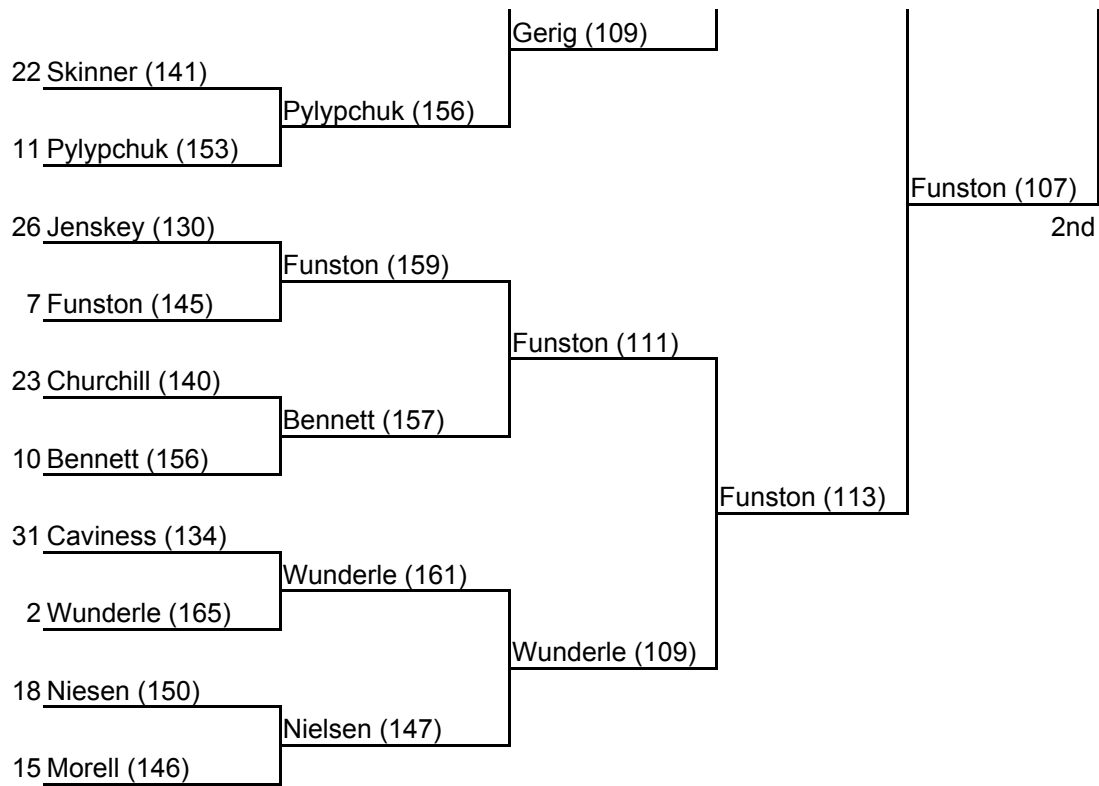 Gerig (109)
22 Skinner (141)
Pylypchuk (156)
11 Pylypchuk (153)
Funston (107)
26 Jenskey (130)
2nd
Funston (159)
7 Funston (145)
Funston (111)
23 Churchill (140)
Bennett (157)
10 Bennett (156)
Funston (113)
31 Caviness (134)
Wunderle (161)
2 Wunderle (165)
Wunderle (109)
18 Niesen (150)
Nielsen (147)
15 Morell (146)